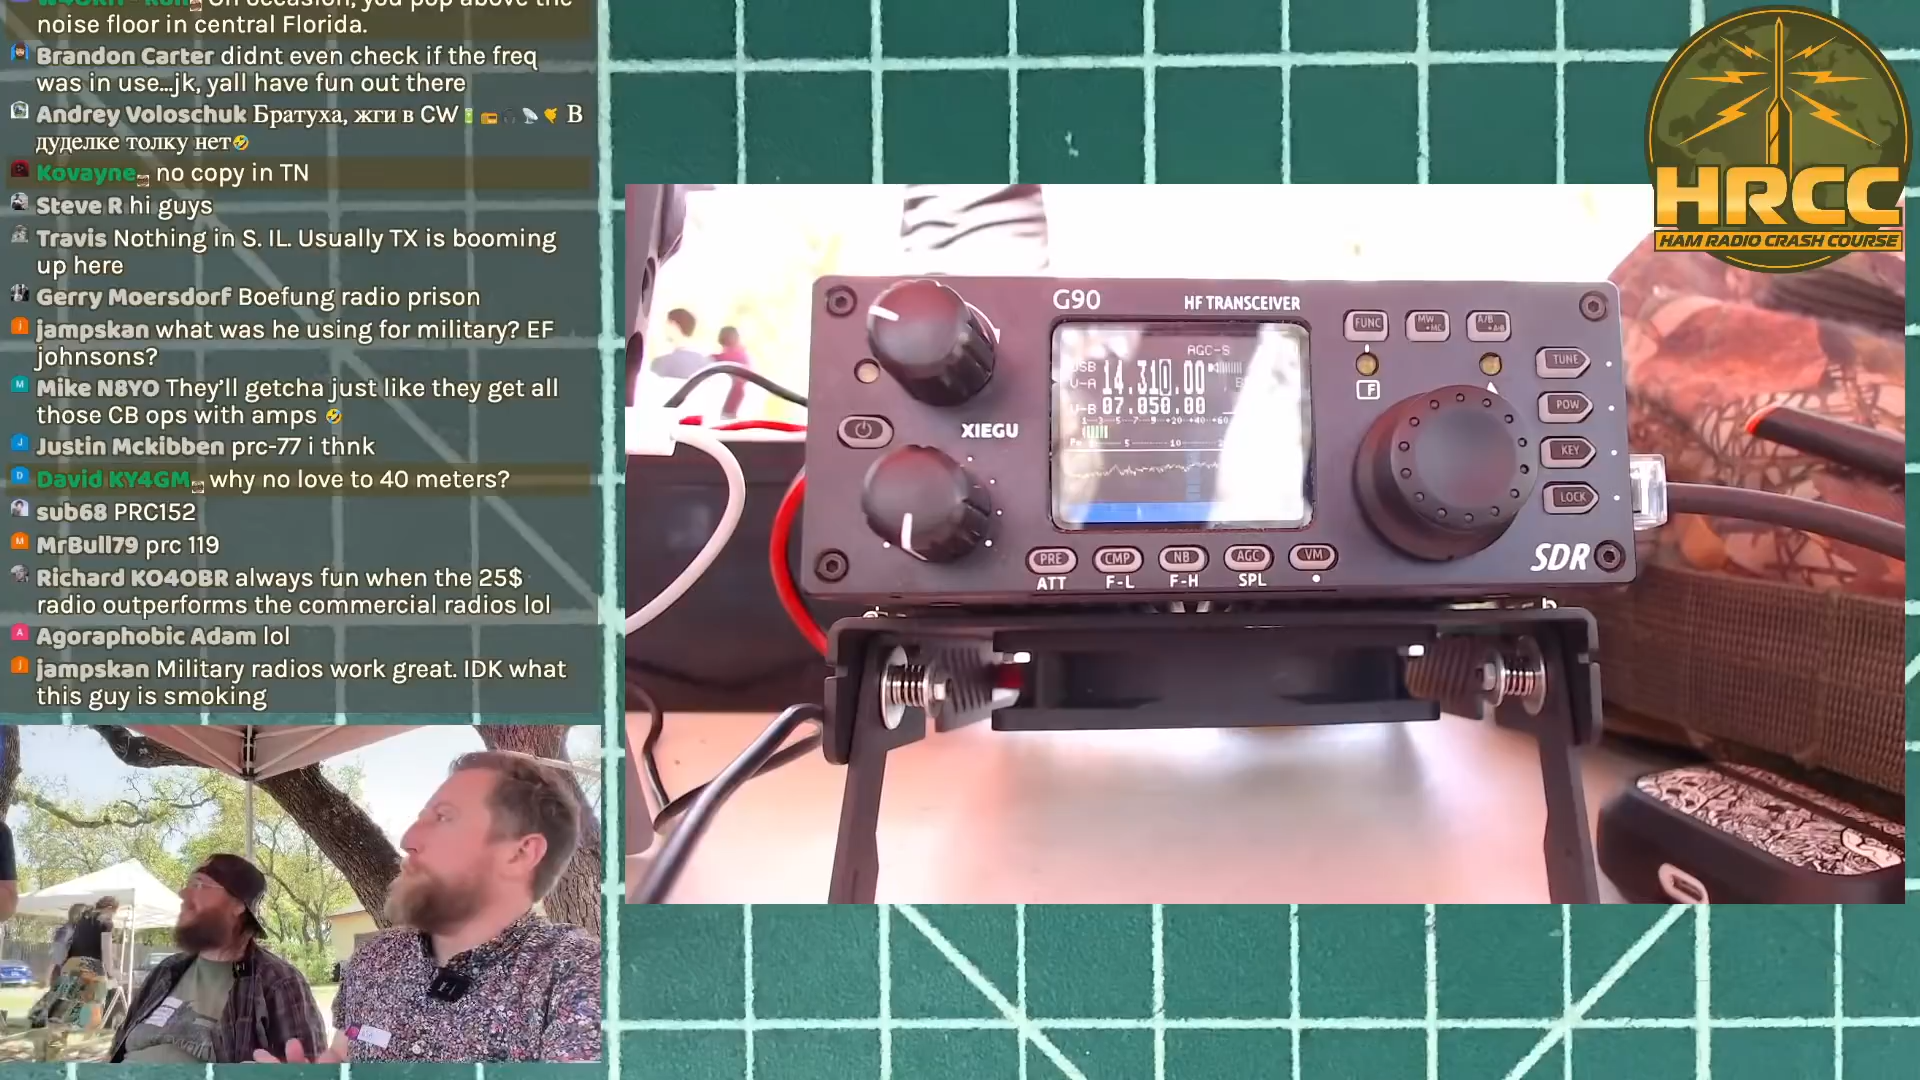 On occasion, you pop above the
noise floor in central Florida.
Brandon Carter didnt even check if the freq
was in use...jk, yall have fun out there
Andrey Voloschuk Братуха, жги в CW🔋📻🎧📡 В
дуделке толку нет🤣
Kovayne no copy in TN
Steve R hi guys
Travis Nothing in S. IL. Usually TX is booming
up here
Gerry Moersdorf Boefung radio prison
jampskan what was he using for military? EF
johnsons?
Mike N8YO They'll getcha just like they get all
those CB ops with amps 🤣
Justin Mckibben prc-77 i thnk
David KY4GM why no love to 40 meters?
sub68 PRC152
MrBull79 prc 119
Richard KO4OBR always fun when the 25$
radio outperforms the commercial radios lol
Agoraphobic Adam lol
jampskan Military radios work great. IDK what
this guy is smoking
HRCC
HAM RADIO CRASH COURSE
G90
HF TRANSCEIVER
FUNC
MW
A/B
AGC-S
14.310.00
07.050.00
XIEGU
F
TUNE
POW
KEY
LOCK
SDR
PRE CMP NB AGC VM
ATT F-L F-H SPL